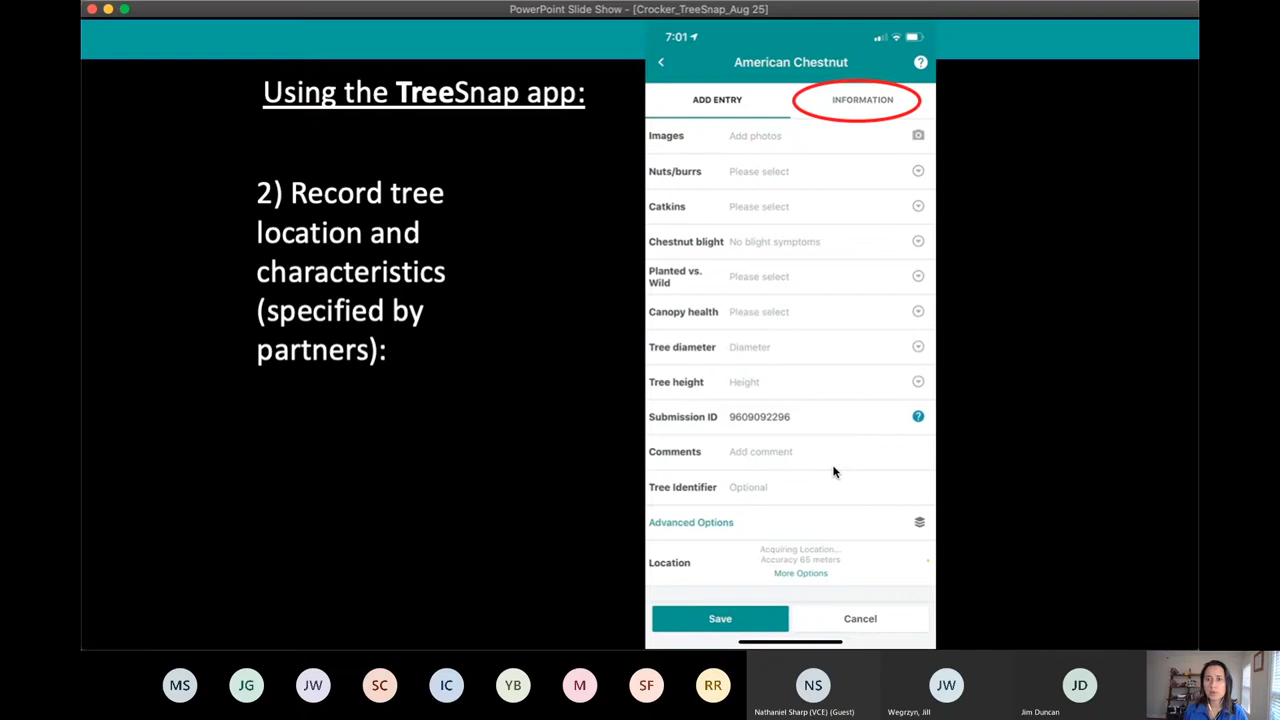 PowerPoint Slide Show - [Crocker_TreeSnap_Aug 25]
Using the TreeSnap app:
2) Record tree
location and
characteristics
(specified by
partners):
7:01
American Chestnut
?
ADD ENTRY
INFORMATION
Images Add photos
Nuts/burrs Please select
Catkins Please select
Chestnut blight No blight symptoms
Planted vs.
Wild
Please select
Canopy health Please select
Tree diameter Diameter
Tree height Height
Submission ID 9609092296 ?
Comments Add comment
Tree Identifier Optional
Advanced Options
Location
Acquiring Location...
Accuracy 65 meters
More Options
Save
Cancel
MS JG JW SC IC YB M SF RR NS JW JD
Nathaniel Sharp (VCE) (Guest)
Wegrzyn, Jill
Jim Duncan